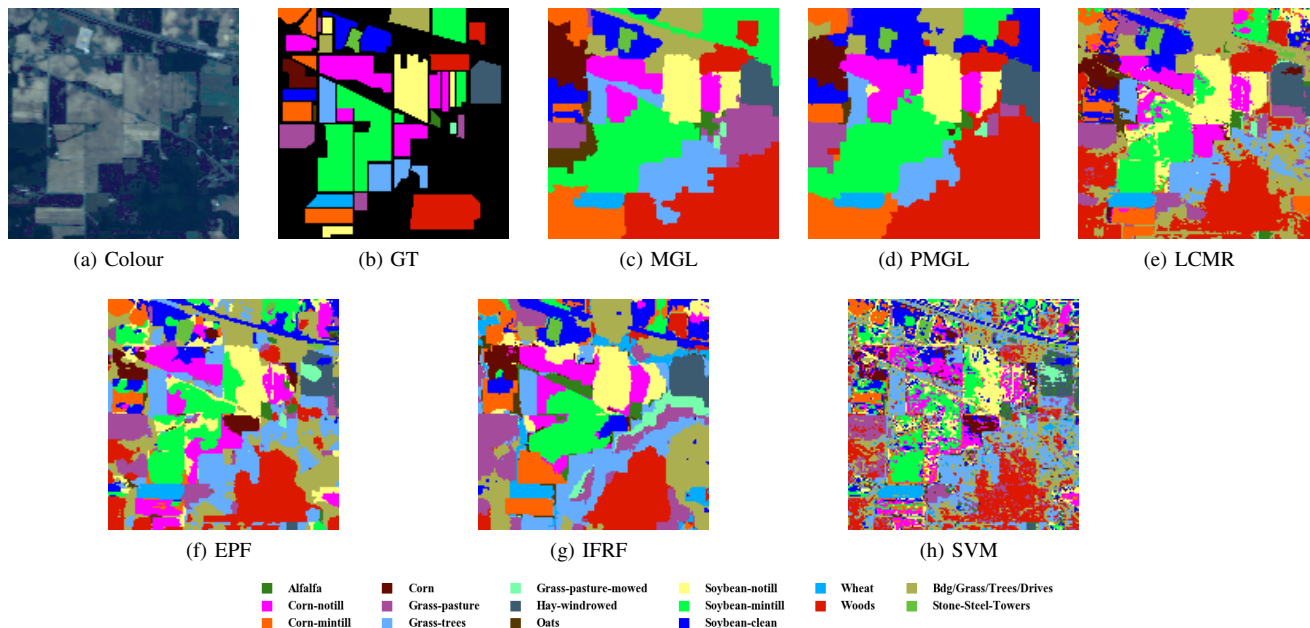 (a) Colour
(b) GT
(c) MGL
(d) PMGL
(e) LCMR
(f) EPF
(g) IFRF
(h) SVM
Alfalfa Corn Grass-pasture-mowed Soybean-notill Wheat Bdg/Grass/Trees/Drives
Corn-notill Grass-pasture Hay-windrowed Soybean-mintill Woods Stone-Steel-Towers
Corn-mintill Grass-trees Oats Soybean-clean